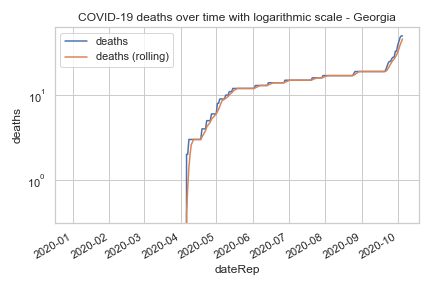 COVID-19 deaths over time with logarithmic scale - Georgia
deaths
deaths (rolling)
deaths
10¹
10⁰
2020-01
2020-02
2020-03
2020-04
2020-05
2020-06
2020-07
2020-08
2020-09
2020-10
dateRep